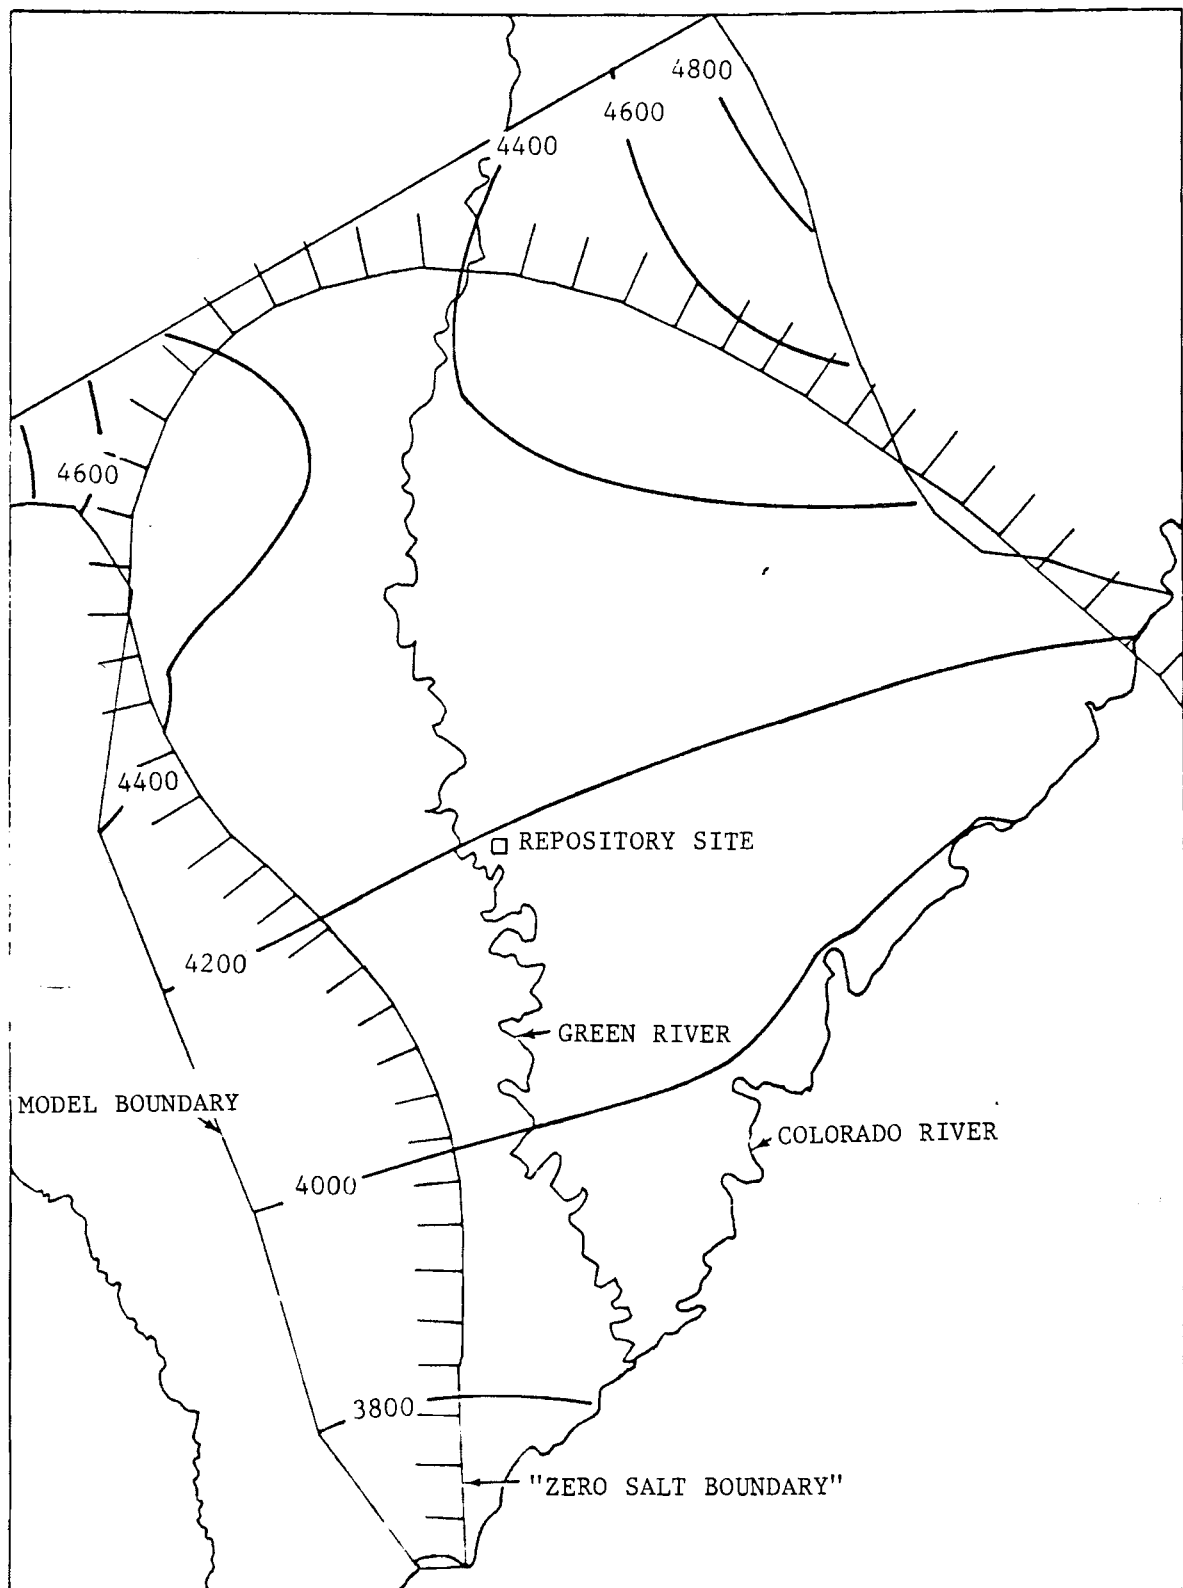 4800
4600
4400
4600
4400
REPOSITORY SITE
4200
GREEN RIVER
MODEL BOUNDARY
COLORADO RIVER
4000
3800
"ZERO SALT BOUNDARY"